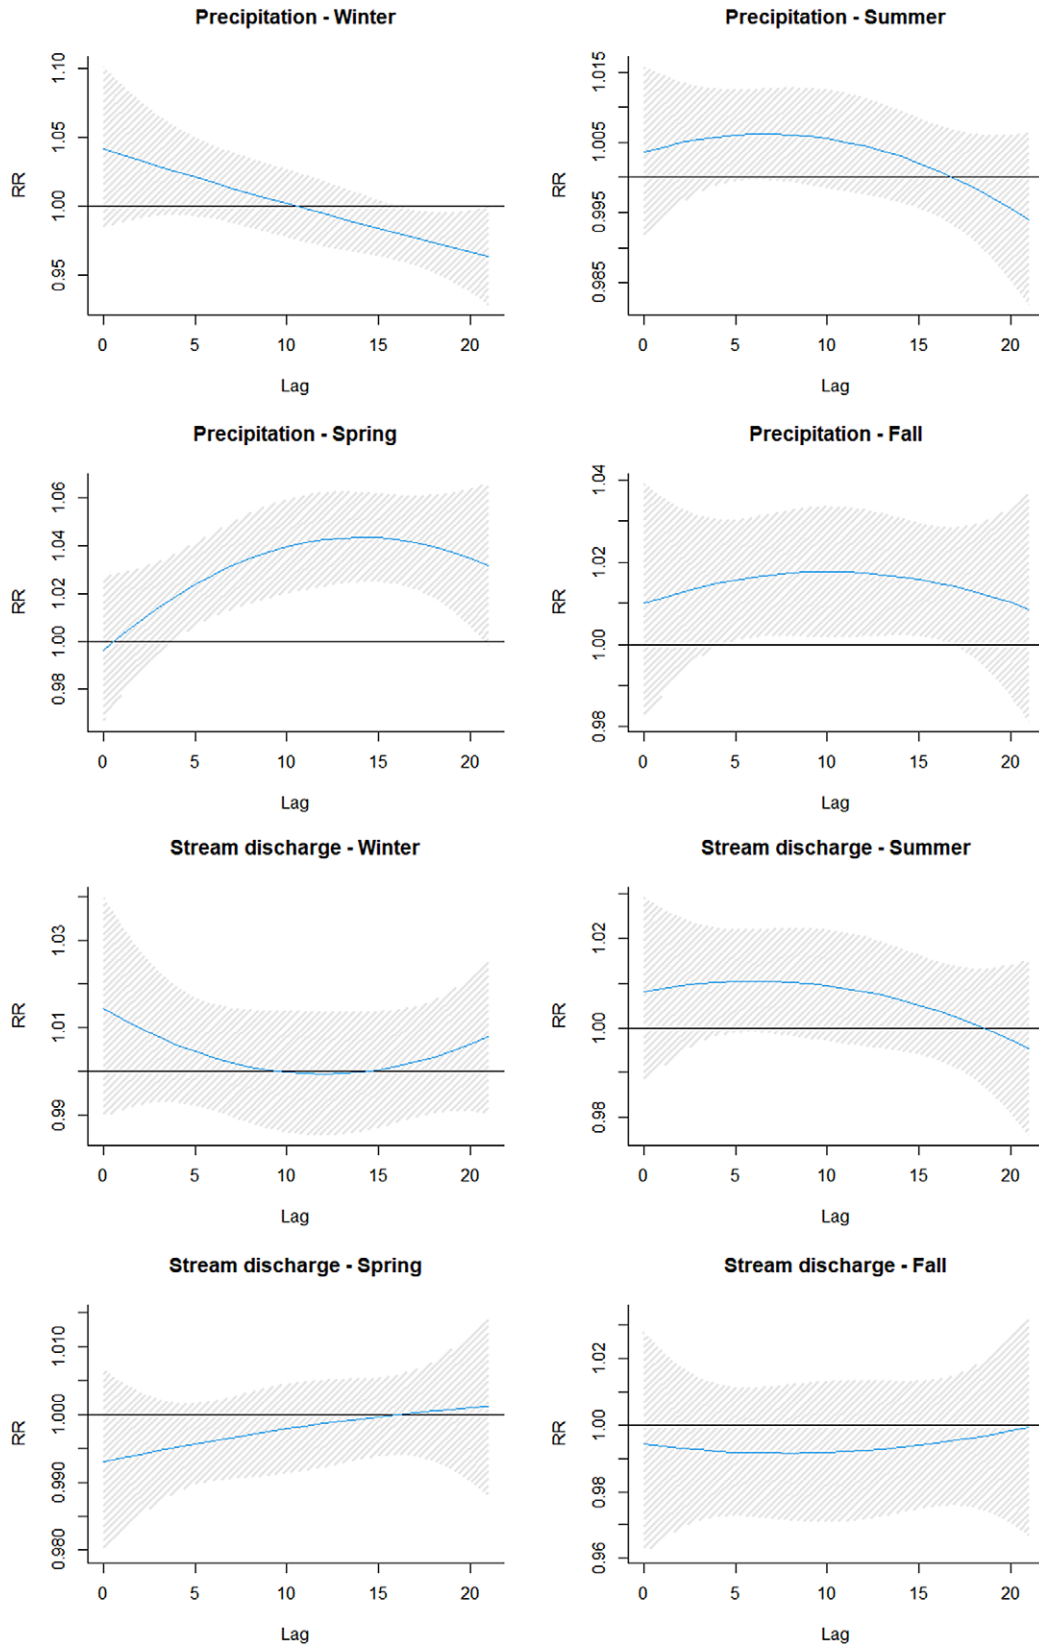 Precipitation - Winter
1.10
1.05
1.00
0.95
RR
0 5 10 15 20
Lag
Precipitation - Summer
1.015
1.005
0.995
0.985
RR
0 5 10 15 20
Lag
Precipitation - Spring
1.06
1.04
1.02
1.00
0.98
RR
0 5 10 15 20
Lag
Precipitation - Fall
1.04
1.02
1.00
0.98
RR
0 5 10 15 20
Lag
Stream discharge - Winter
1.03
1.01
0.99
RR
0 5 10 15 20
Lag
Stream discharge - Summer
1.02
1.00
0.98
RR
0 5 10 15 20
Lag
Stream discharge - Spring
1.010
1.000
0.990
0.980
RR
0 5 10 15 20
Lag
Stream discharge - Fall
1.02
1.00
0.98
0.96
RR
0 5 10 15 20
Lag